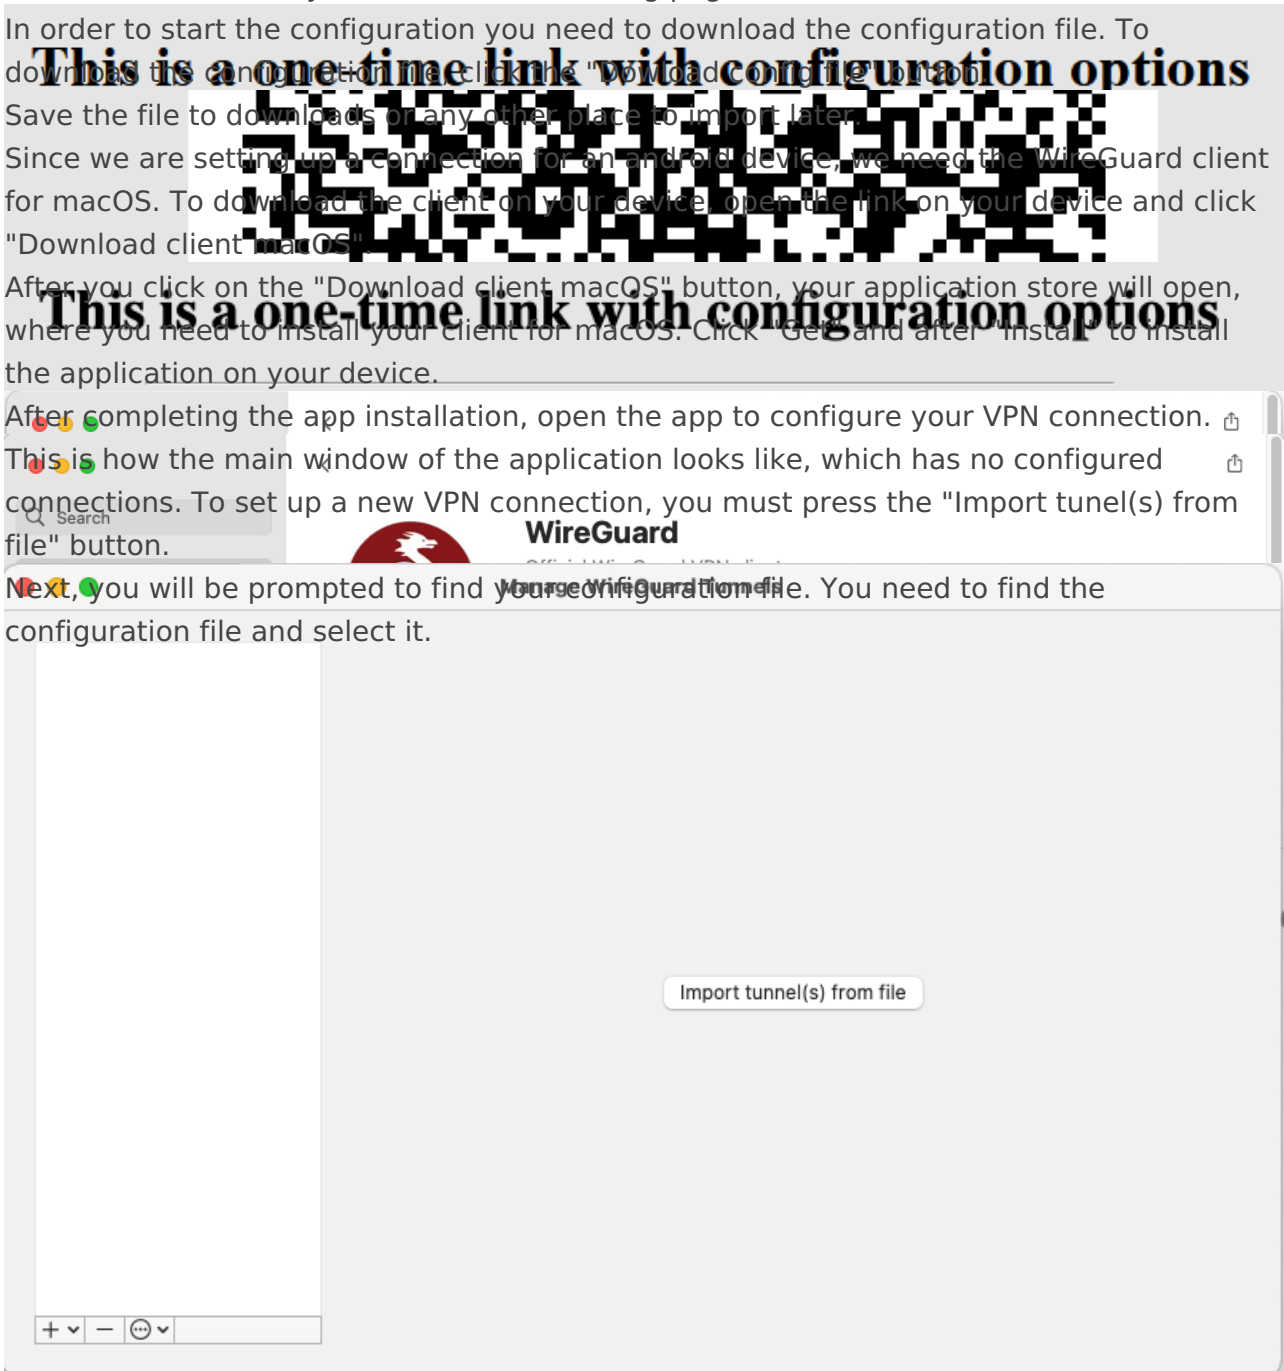 In order to start the configuration you need to download the configuration file. To
This is a one-time link with configuration options
download the configuration file, click the "Dowload config file" button.
Save the file to downloads or any other place to import later.
Since we are setting up a connection for an android device, we need the WireGuard client
for macOS. To download the client on your device, open the link on your device and click
"Download client macOS".
After you click on the "Download client macOS" button, your application store will open,
This is a one-time link with configuration options
where you need to install your client for macOS. Click "Get" and after "Install" to install
the application on your device.
After completing the app installation, open the app to configure your VPN connection.
This is how the main window of the application looks like, which has no configured
connections. To set up a new VPN connection, you must press the "Import tunel(s) from
Search
WireGuard
file" button.
Next, you will be prompted to find your configuration file. You need to find the
Manage WireGuard Tunnels
configuration file and select it.
Import tunnel(s) from file